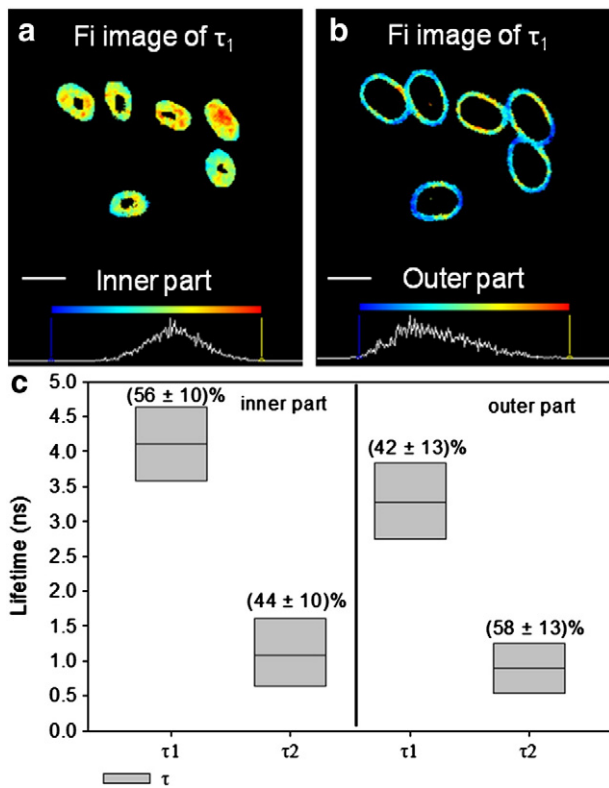 a
Fi image of τ1
Inner part
b
Fi image of τ1
Outer part
c
Lifetime (ns)
5.0
4.5
4.0
3.5
3.0
2.5
2.0
1.5
1.0
0.5
0.0
inner part
outer part
(56 ± 10)%
(44 ± 10)%
(42 ± 13)%
(58 ± 13)%
τ1
τ2
τ1
τ2
τ